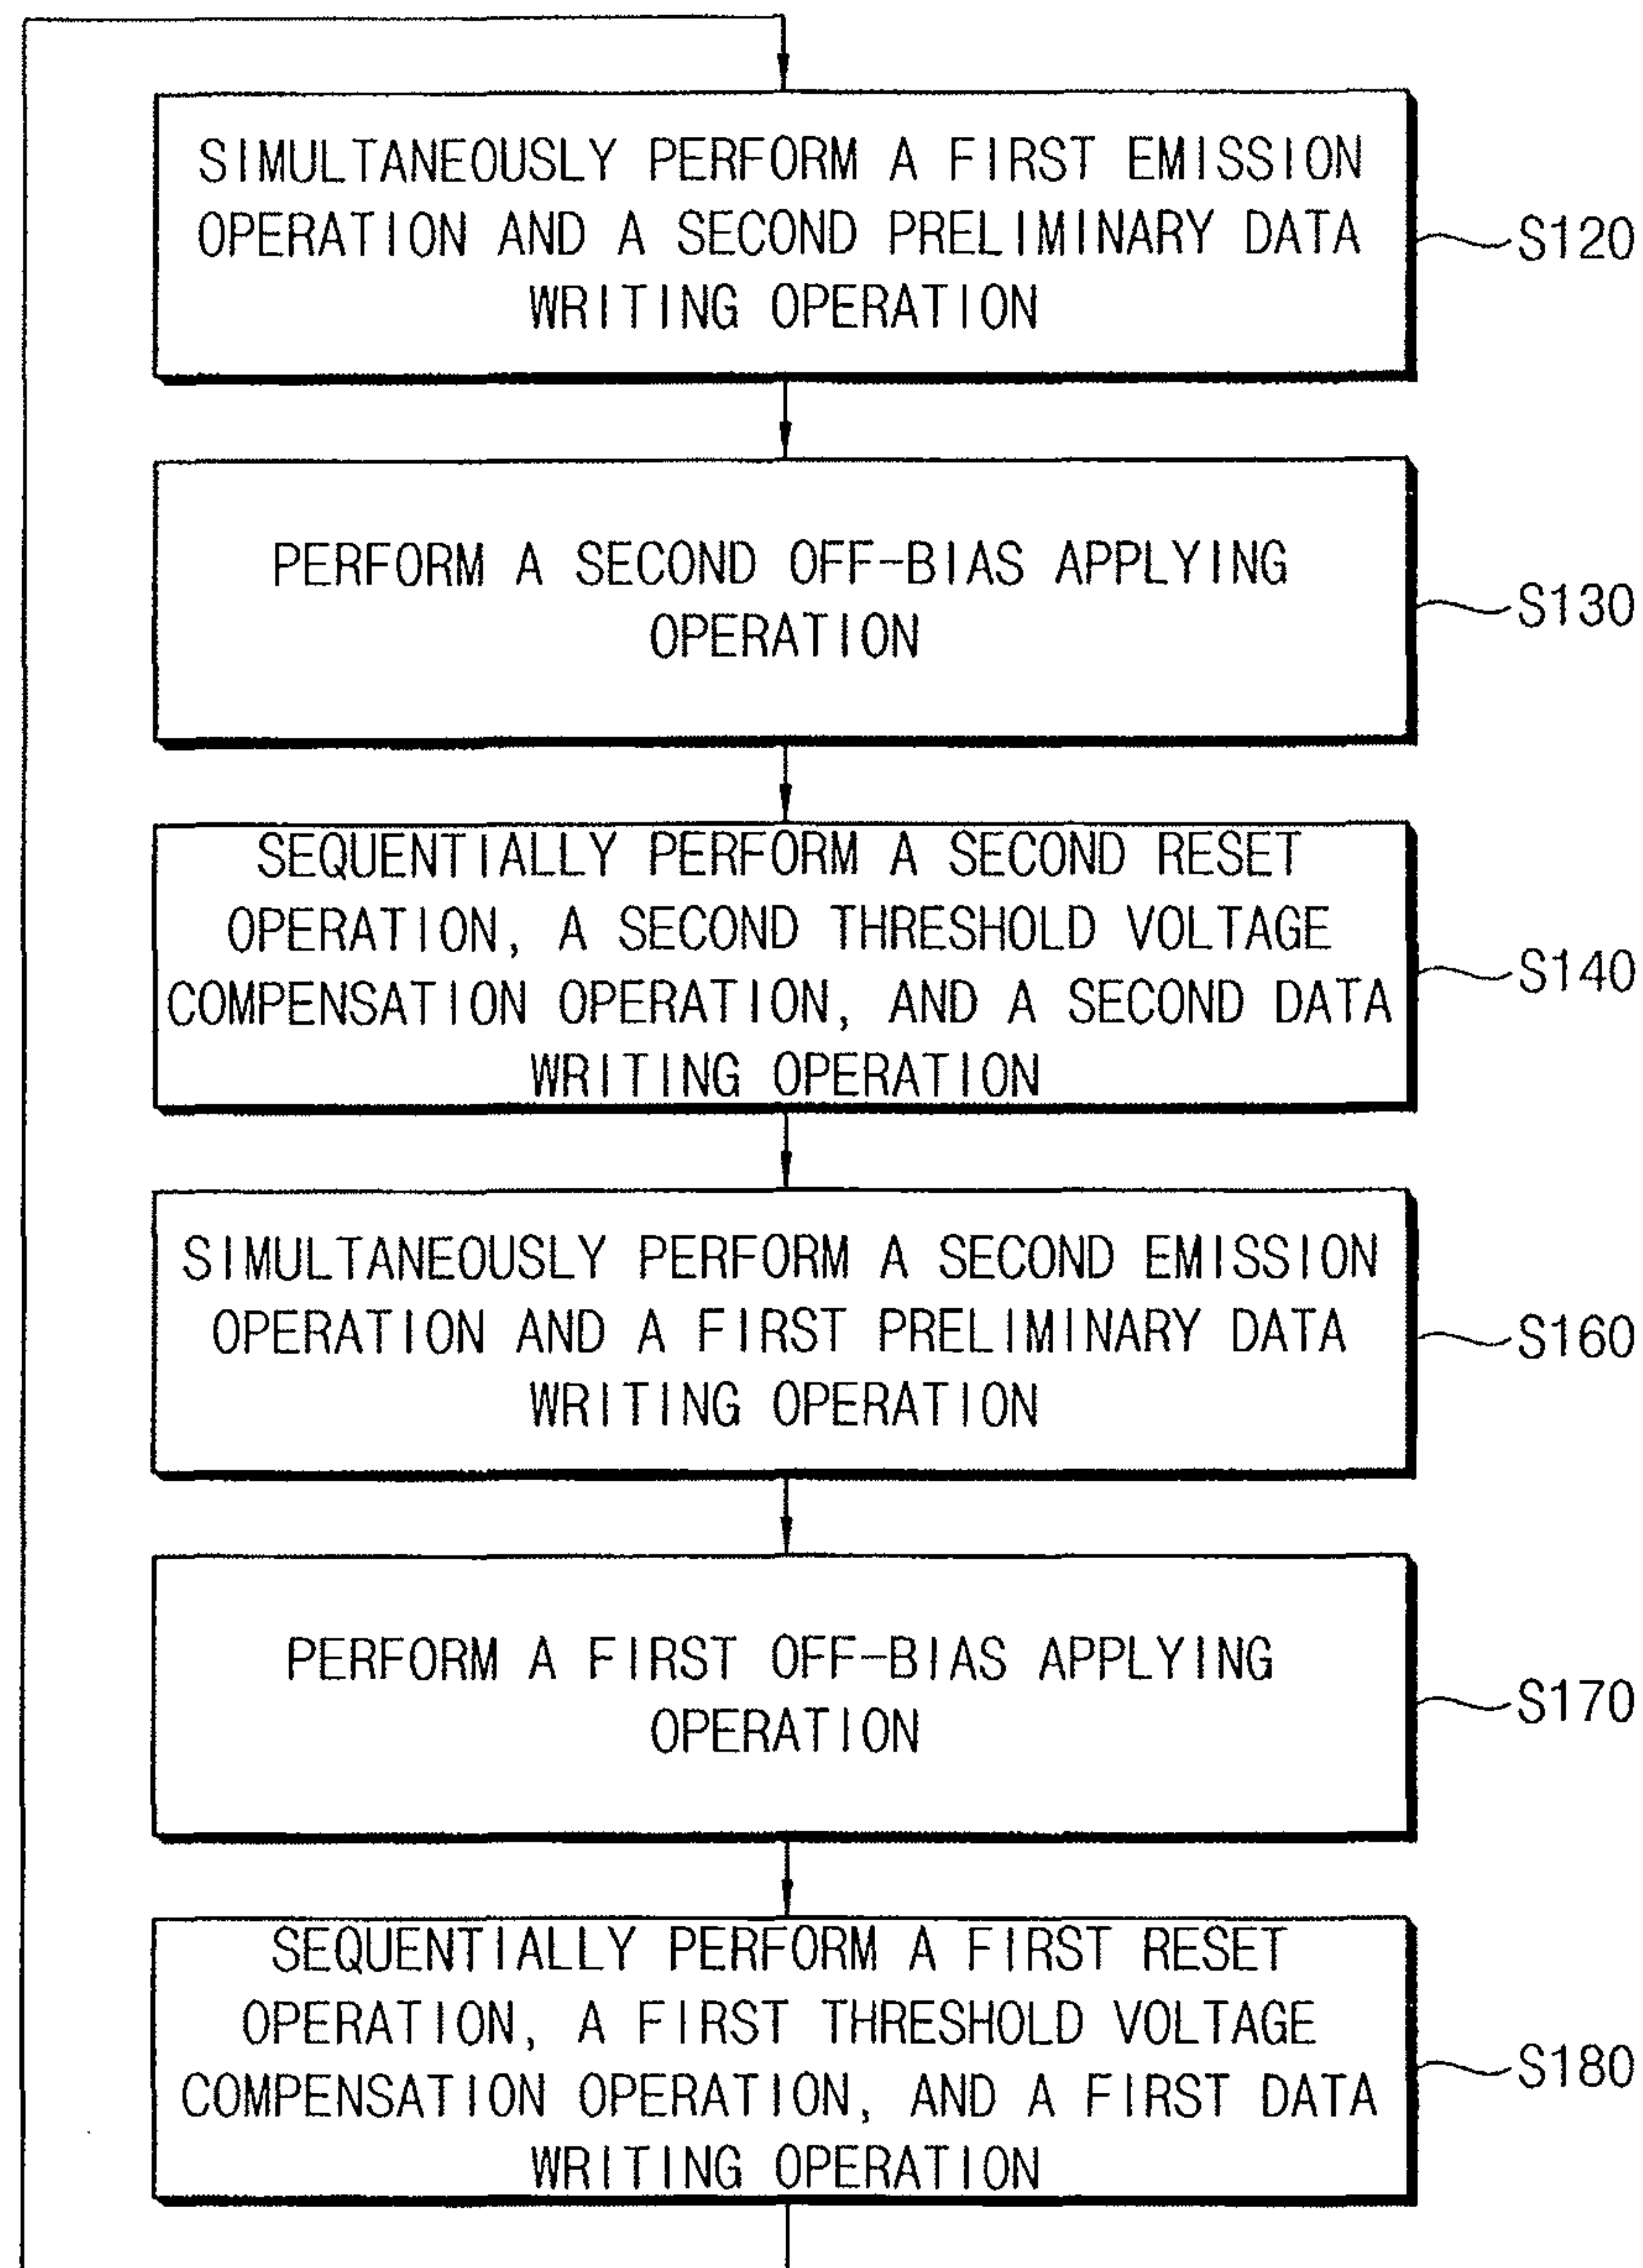 SIMULTANEOUSLY PERFORM A FIRST EMISSION
OPERATION AND A SECOND PRELIMINARY DATA
WRITING OPERATION
S120
PERFORM A SECOND OFF-BIAS APPLYING
OPERATION
S130
SEQUENTIALLY PERFORM A SECOND RESET
OPERATION, A SECOND THRESHOLD VOLTAGE
COMPENSATION OPERATION, AND A SECOND DATA
WRITING OPERATION
S140
SIMULTANEOUSLY PERFORM A SECOND EMISSION
OPERATION AND A FIRST PRELIMINARY DATA
WRITING OPERATION
S160
PERFORM A FIRST OFF-BIAS APPLYING
OPERATION
S170
SEQUENTIALLY PERFORM A FIRST RESET
OPERATION, A FIRST THRESHOLD VOLTAGE
COMPENSATION OPERATION, AND A FIRST DATA
WRITING OPERATION
S180